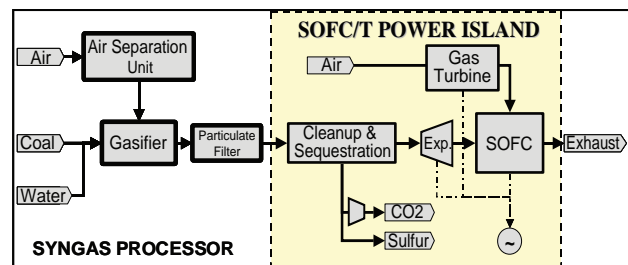 SOFC/T POWER ISLAND
Air
Air Separation
Unit
Air
Gas
Turbine
Coal
Water
Gasifier
Particulate
Filter
Cleanup &
Sequestration
Exp.
SOFC
Exhaust
CO2
Sulfur
~
SYNGAS PROCESSOR